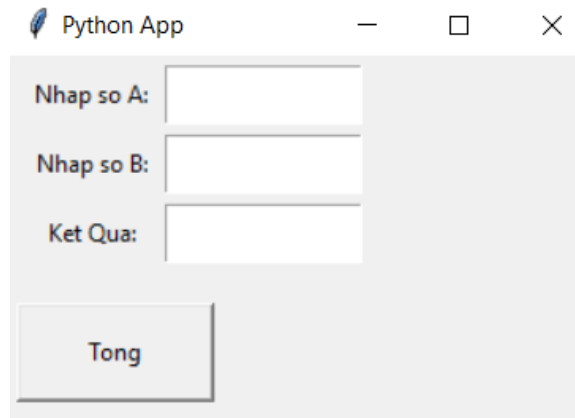 Python App
Nhap so A:
Nhap so B:
Ket Qua:
Tong